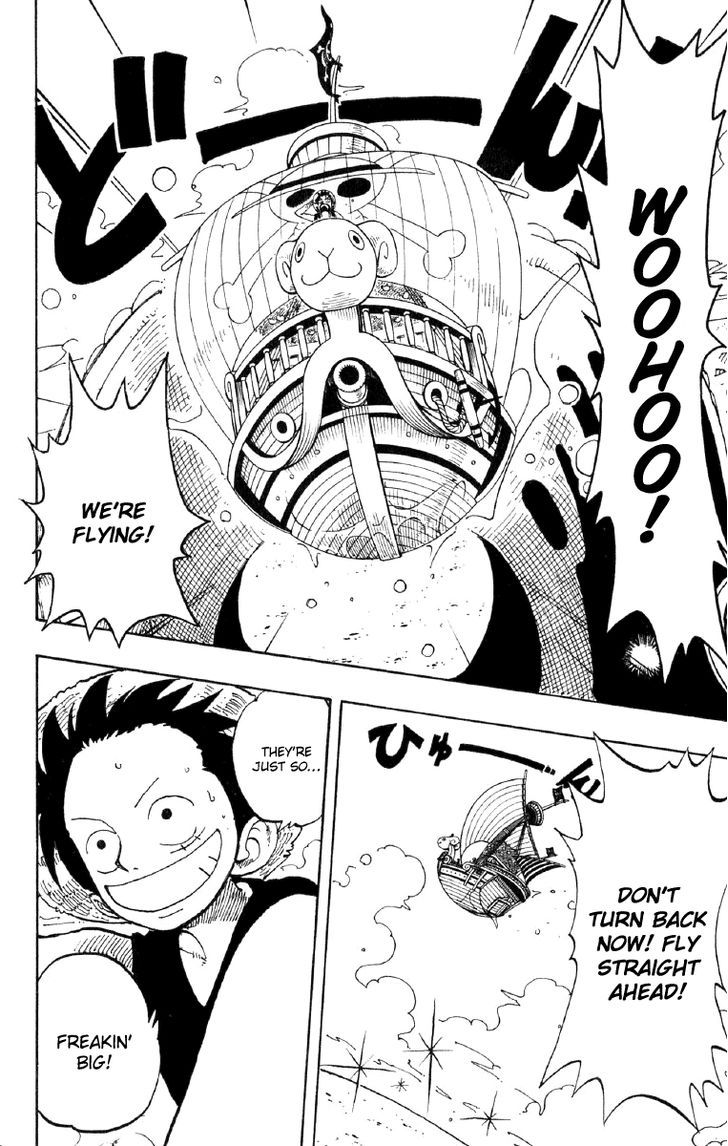 どーーん!!
WOOHOO!
WE'RE
FLYING!
ひゅーーん
DON'T
TURN BACK
NOW! FLY
STRAIGHT
AHEAD!
THEY'RE
JUST SO...
FREAKIN'
BIG!